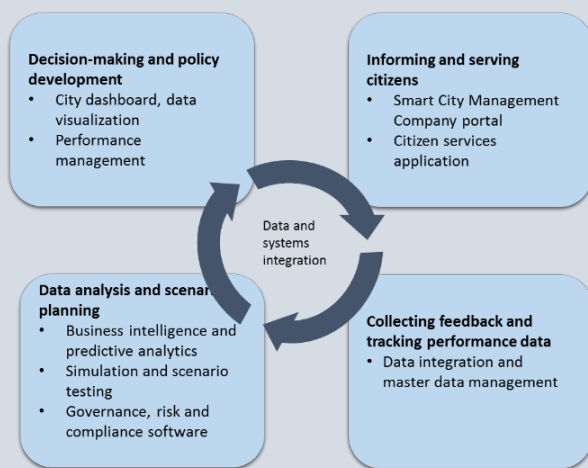 Decision-making and policy
development
• City dashboard, data
visualization
• Performance
management
Informing and serving
citizens
• Smart City Management
Company portal
• Citizen services
application
Data and
systems
integration
Data analysis and scenario
planning
• Business intelligence and
predictive analytics
• Simulation and scenario
testing
• Governance, risk and
compliance software
Collecting feedback and
tracking performance data
• Data integration and
master data management